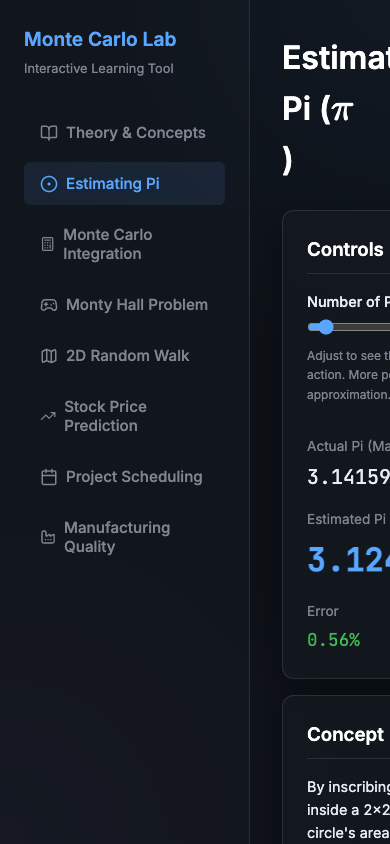 Monte Carlo Lab
Interactive Learning Tool
Theory & Concepts
Estimating Pi
Monte Carlo
Integration
Monty Hall Problem
2D Random Walk
Stock Price
Prediction
Project Scheduling
Manufacturing
Quality
Estimat
Pi (π
)
Controls
Number of P
Adjust to see th
action. More po
approximation.
Actual Pi (Ma
3.14159
Estimated Pi
3.124
Error
0.56%
Concept
By inscribing
inside a 2×2
circle's area